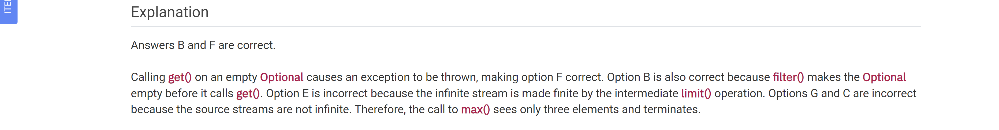 ITE
Explanation
Answers B and F are correct.
Calling get() on an empty Optional causes an exception to be thrown, making option F correct. Option B is also correct because filter() makes the Optional
empty before it calls get(). Option E is incorrect because the infinite stream is made finite by the intermediate limit() operation. Options G and C are incorrect
because the source streams are not infinite. Therefore, the call to max() sees only three elements and terminates.